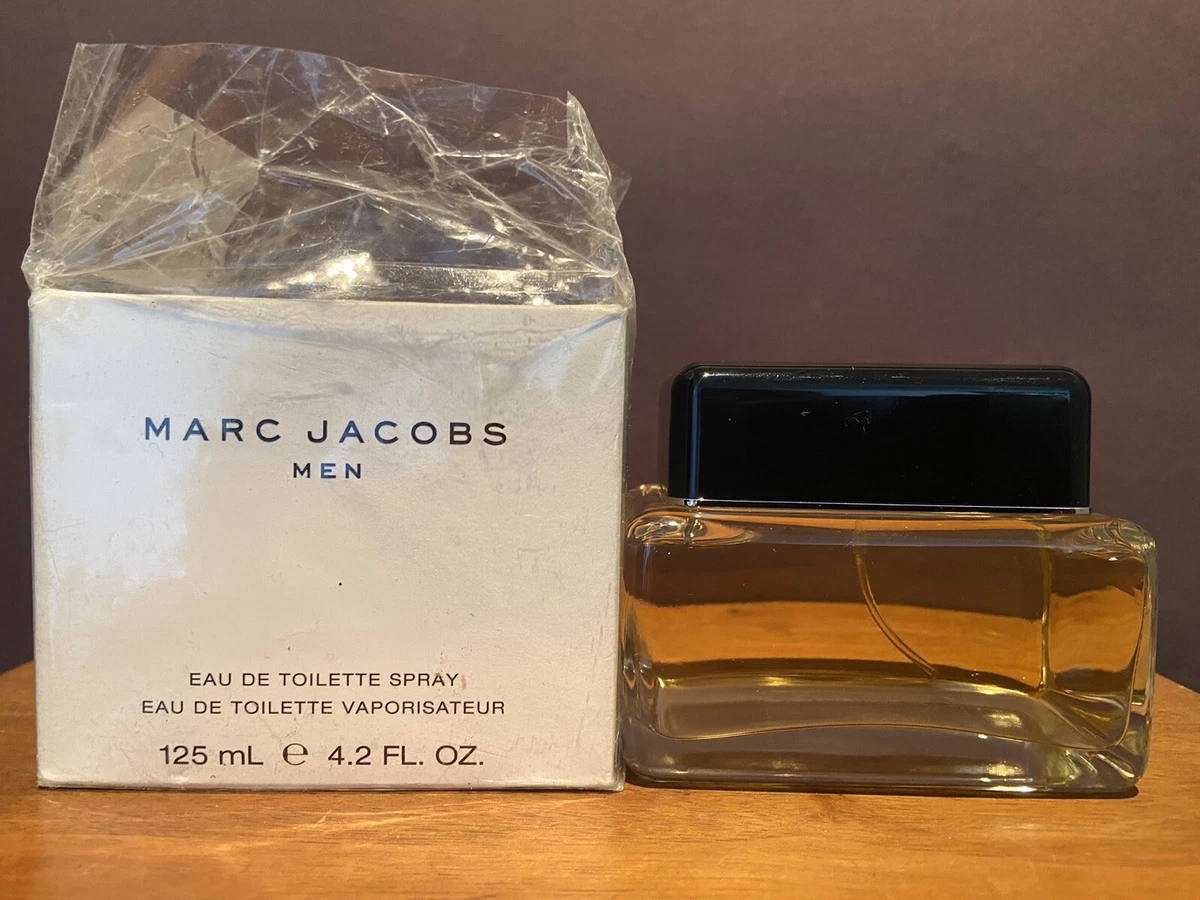 MARC JACOBS
MEN
EAU DE TOILETTE SPRAY
EAU DE TOILETTE VAPORISATEUR
125 mL ℮ 4.2 FL. OZ.